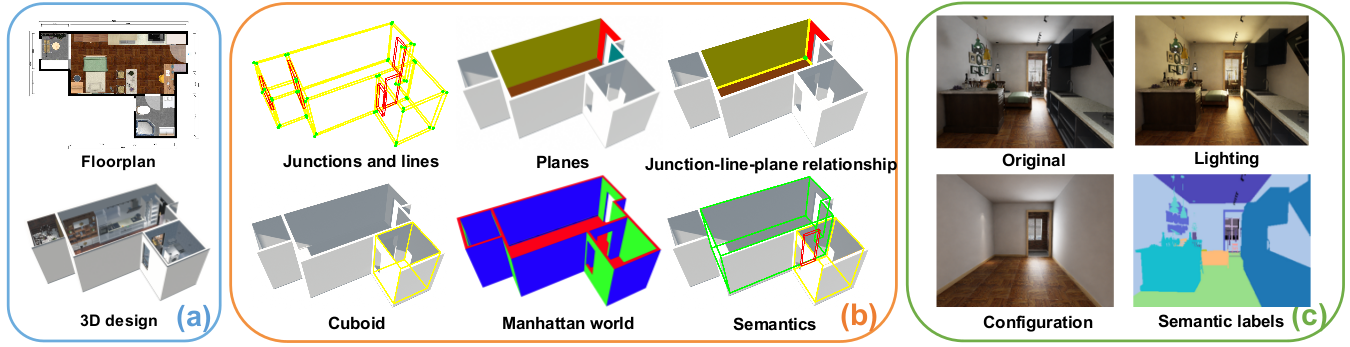 Floorplan
3D design
(a)
Junctions and lines
Planes
Junction-line-plane relationship
Cuboid
Manhattan world
Semantics
(b)
Original
Lighting
Configuration
Semantic labels
(c)